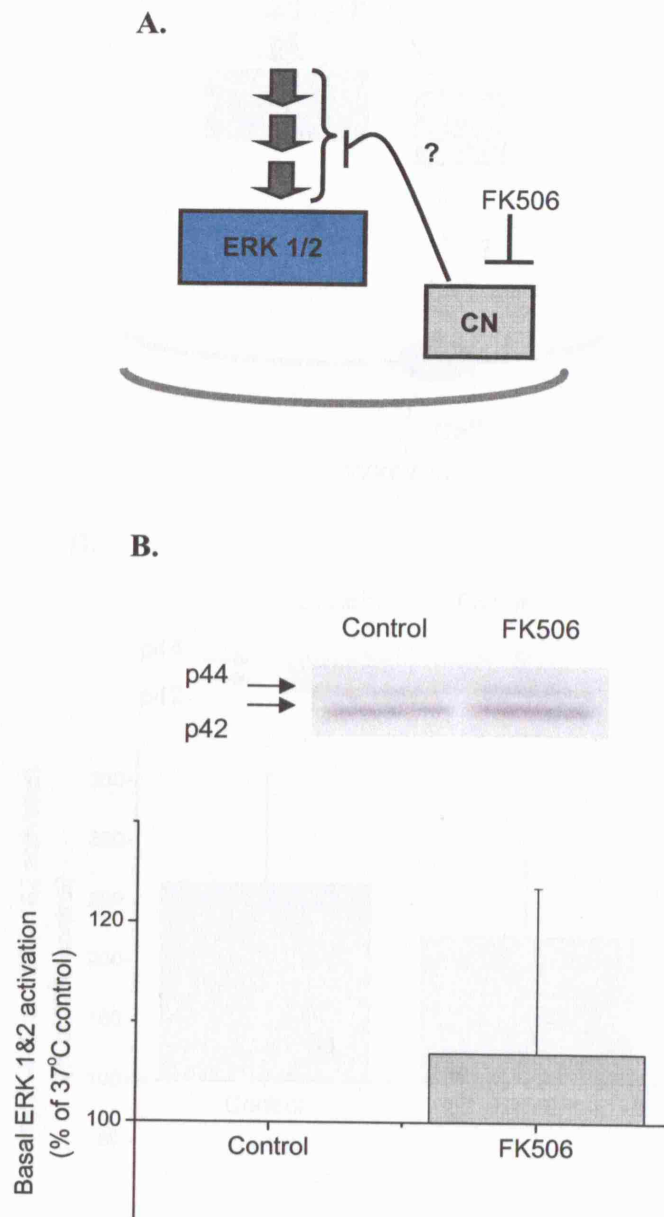 A.
?
FK506
ERK 1/2
CN
B.
Control FK506
p44
p42
Basal ERK 1&2 activation
(% of 37°C control)
120
100
Control FK506